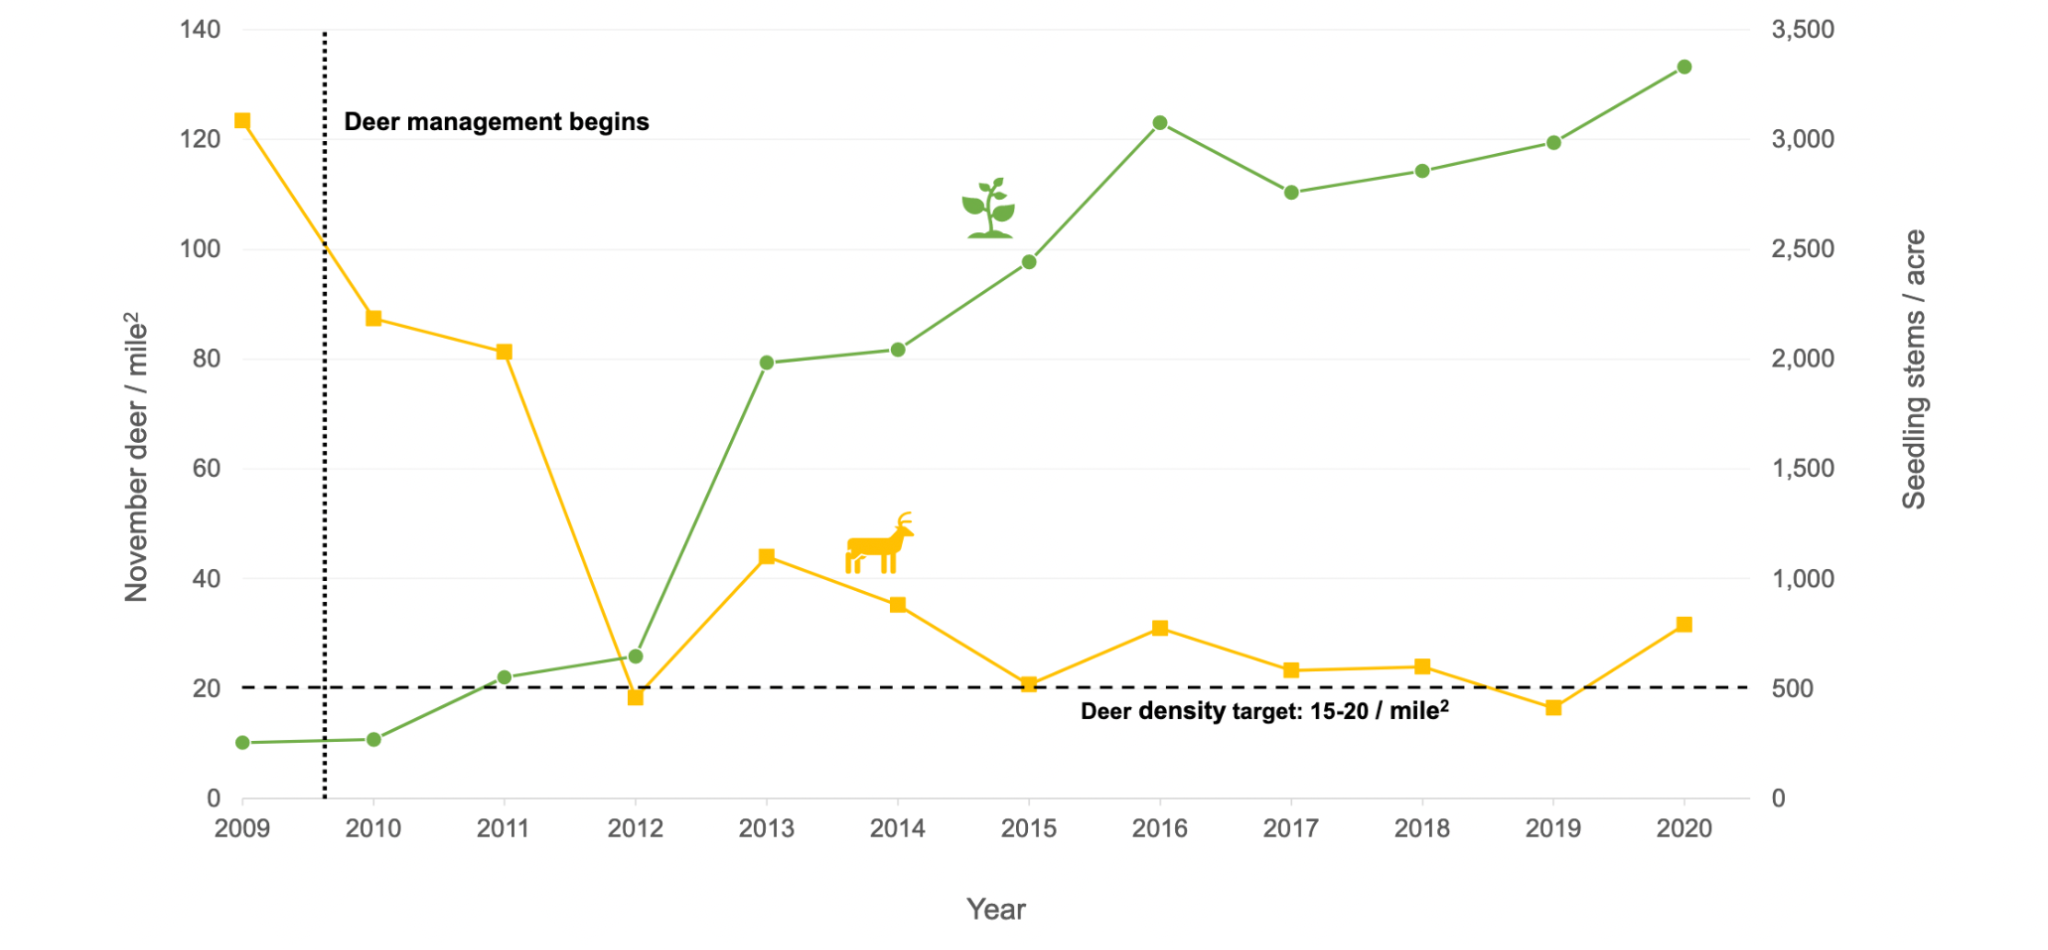 140
120
100
80
60
40
20
0
November deer / mile²
Deer management begins
Deer density target: 15-20 / mile²
3,500
3,000
2,500
2,000
1,500
1,000
500
0
Seedling stems / acre
2009 2010 2011 2012 2013 2014 2015 2016 2017 2018 2019 2020
Year